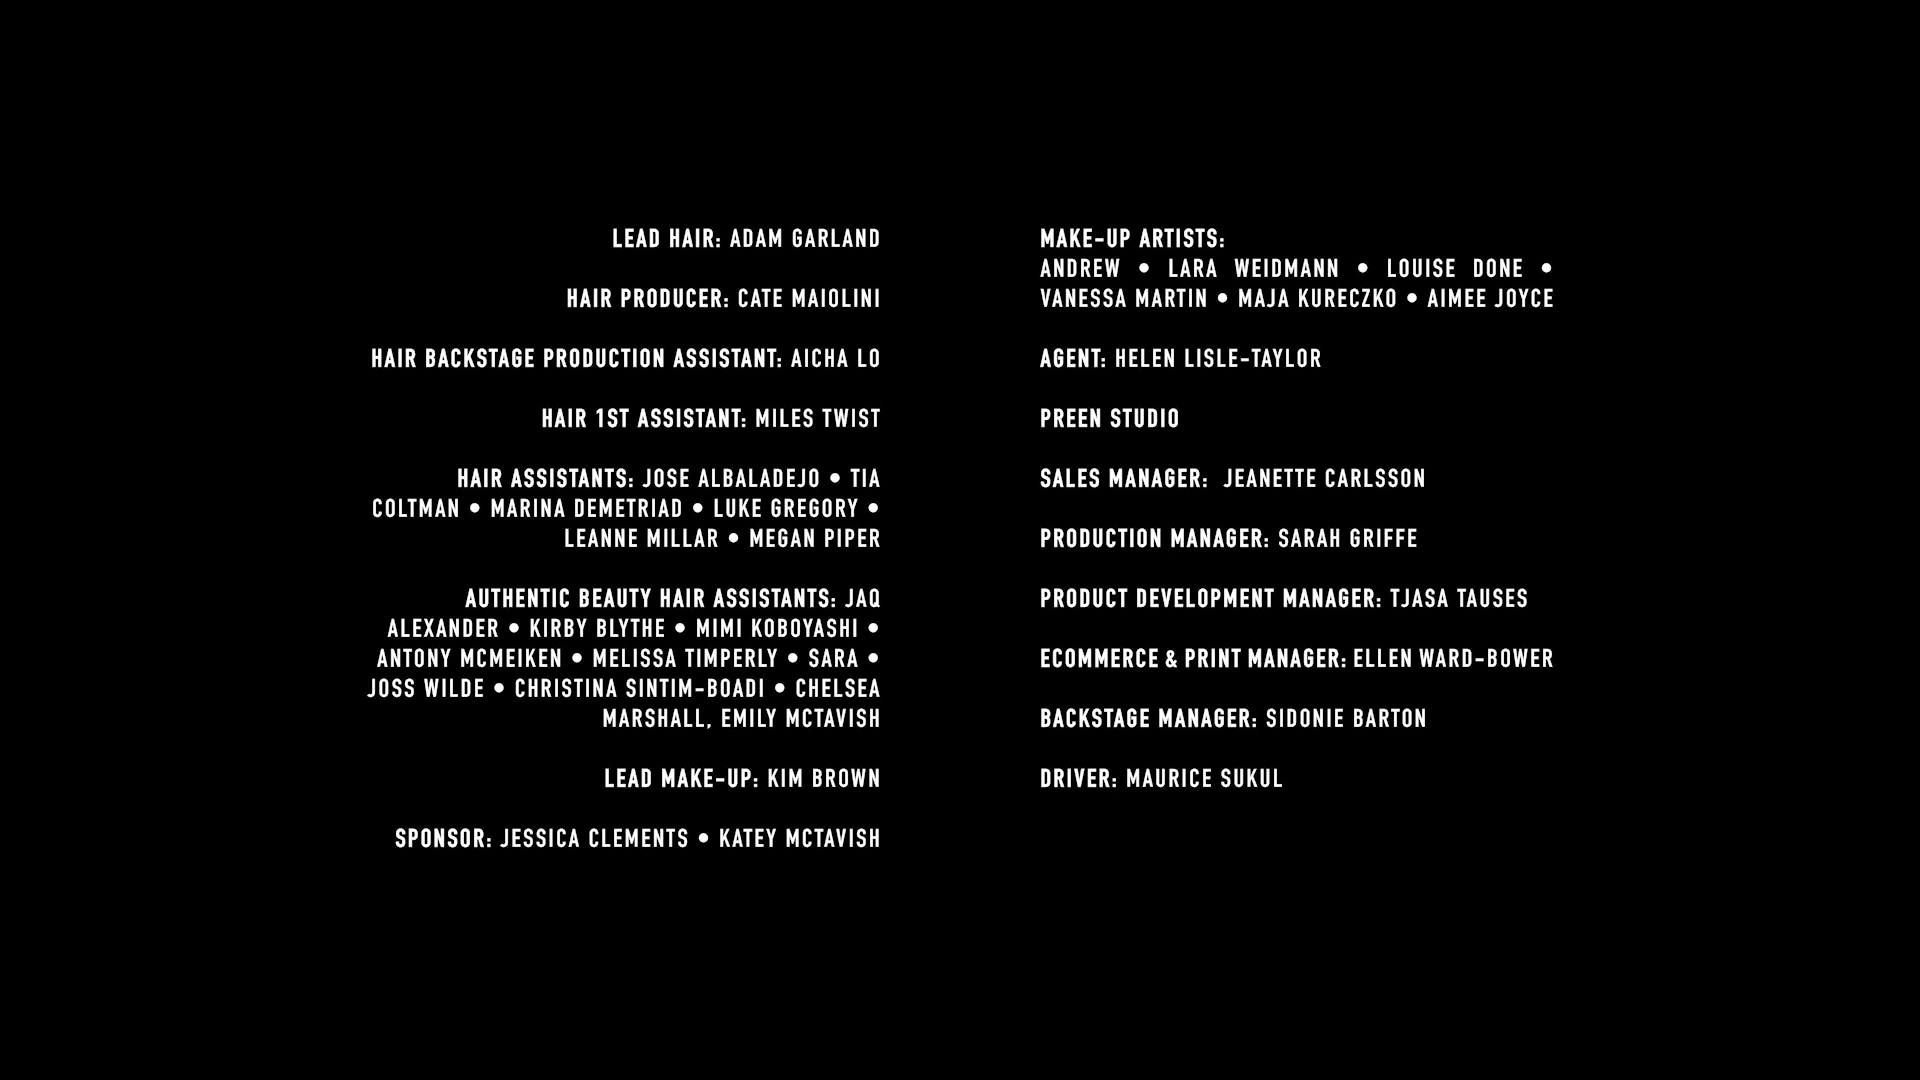 LEAD HAIR: ADAM GARLAND
HAIR PRODUCER: CATE MAIOLINI
HAIR BACKSTAGE PRODUCTION ASSISTANT: AICHA LO
HAIR 1ST ASSISTANT: MILES TWIST
HAIR ASSISTANTS: JOSE ALBALADEJO • TIA
COLTMAN • MARINA DEMETRIAD • LUKE GREGORY •
LEANNE MILLAR • MEGAN PIPER
AUTHENTIC BEAUTY HAIR ASSISTANTS: JAQ
ALEXANDER • KIRBY BLYTHE • MIMI KOBOYASHI •
ANTONY MCMEIKEN • MELISSA TIMPERLY • SARA •
JOSS WILDE • CHRISTINA SINTIM-BOADI • CHELSEA
MARSHALL, EMILY MCTAVISH
LEAD MAKE-UP: KIM BROWN
SPONSOR: JESSICA CLEMENTS • KATEY MCTAVISH
MAKE-UP ARTISTS:
ANDREW • LARA WEIDMANN • LOUISE DONE •
VANESSA MARTIN • MAJA KURECZKO • AIMEE JOYCE
AGENT: HELEN LISLE-TAYLOR
PREEN STUDIO
SALES MANAGER: JEANETTE CARLSSON
PRODUCTION MANAGER: SARAH GRIFFE
PRODUCT DEVELOPMENT MANAGER: TJASA TAUSES
ECOMMERCE & PRINT MANAGER: ELLEN WARD-BOWER
BACKSTAGE MANAGER: SIDONIE BARTON
DRIVER: MAURICE SUKUL